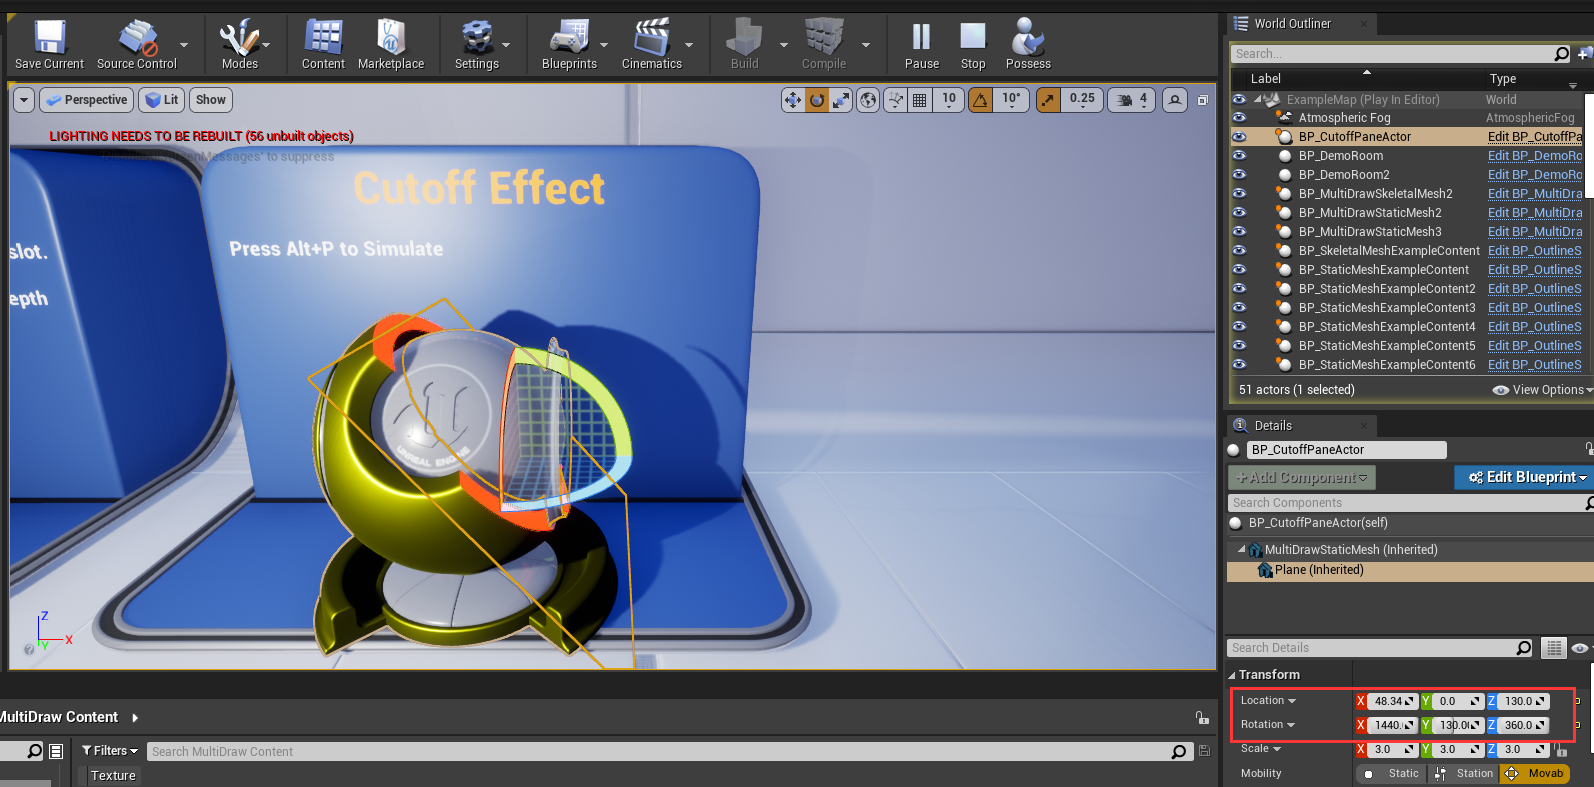 Save Current
Source Control
Modes
Content
Marketplace
Settings
Blueprints
Cinematics
Build
Compile
Pause
Stop
Possess
Perspective
Lit
Show
10
10°
0.25
4
LIGHTING NEEDS TO BE REBUILT (56 unbuilt objects)
Messages' to suppress
Cutoff Effect
Press Alt+P to Simulate
slot.
epth
UNREAL ENGINE
Z
X
Y
World Outliner
Search...
Label Type
ExampleMap (Play In Editor) World
Atmospheric Fog AtmosphericFog
BP_CutoffPaneActor Edit BP_CutoffPa
BP_DemoRoom Edit BP_DemoRo
BP_DemoRoom2 Edit BP_DemoRo
BP_MultiDrawSkeletalMesh2 Edit BP_MultiDra
BP_MultiDrawStaticMesh2 Edit BP_MultiDra
BP_MultiDrawStaticMesh3 Edit BP_MultiDra
BP_SkeletalMeshExampleContent Edit BP_OutlineS
BP_StaticMeshExampleContent Edit BP_OutlineS
BP_StaticMeshExampleContent2 Edit BP_OutlineS
BP_StaticMeshExampleContent3 Edit BP_OutlineS
BP_StaticMeshExampleContent4 Edit BP_OutlineS
BP_StaticMeshExampleContent5 Edit BP_OutlineS
BP_StaticMeshExampleContent6 Edit BP_OutlineS
51 actors (1 selected)
View Options
Details
BP_CutoffPaneActor
+Add Component
Edit Blueprint
Search Components
BP_CutoffPaneActor(self)
MultiDrawStaticMesh (Inherited)
Plane (Inherited)
Search Details
Transform
Location X 48.34 Y 0.0 Z 130.0
Rotation X 1440. Y 130.0 Z 360.0
Scale X 3.0 Y 3.0 Z 3.0
Mobility Static Station Movab
MultiDraw Content
Filters
Search MultiDraw Content
Texture